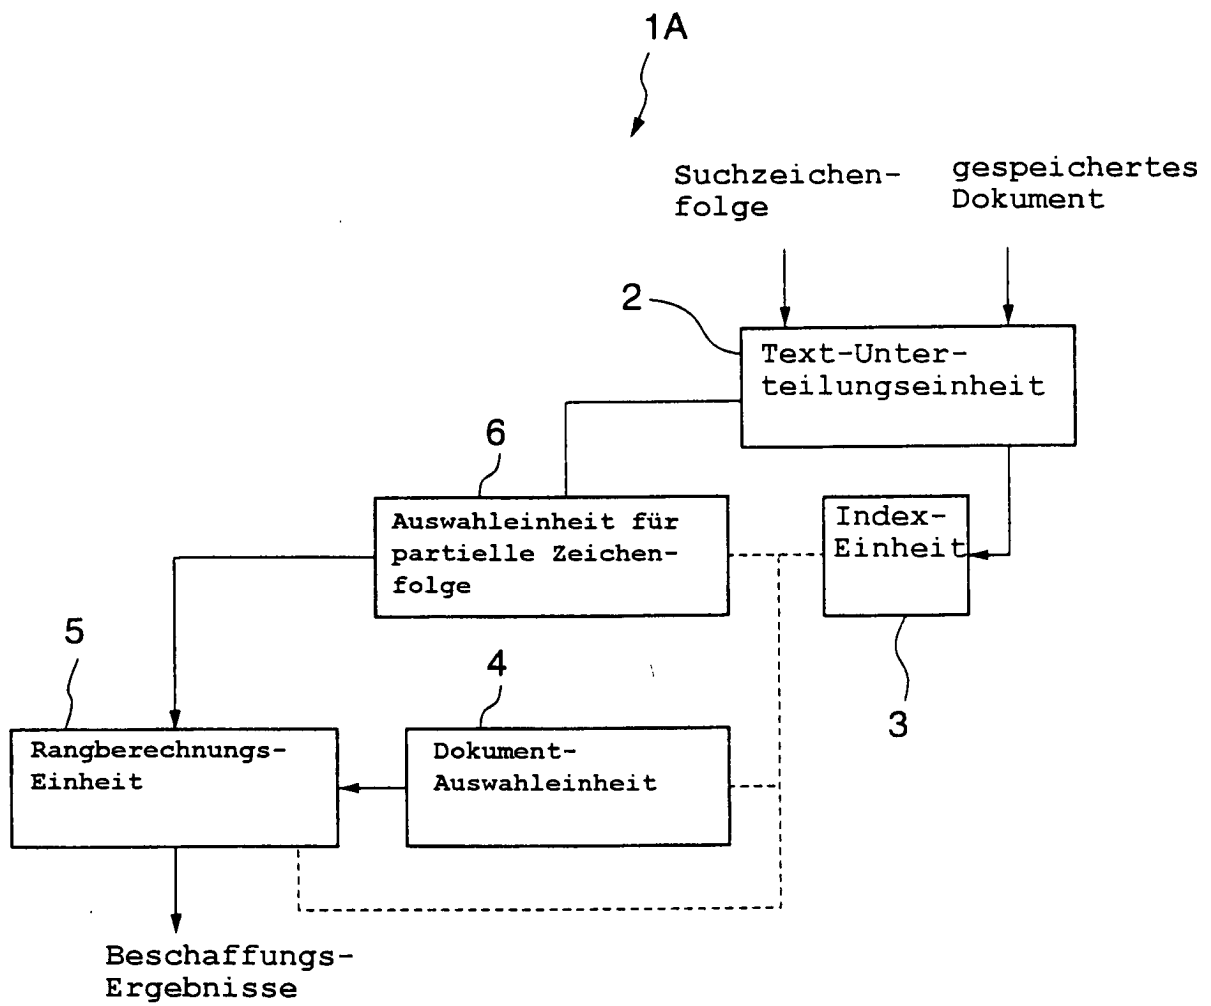 1A
Suchzeichen-
folge
gespeichertes
Dokument
2
Text-Unter-
teilungseinheit
6
Auswahleinheit für
partielle Zeichen-
folge
Index-
Einheit
5
4
3
Rangberechnungs-
Einheit
Dokument-
Auswahleinheit
Beschaffungs-
Ergebnisse